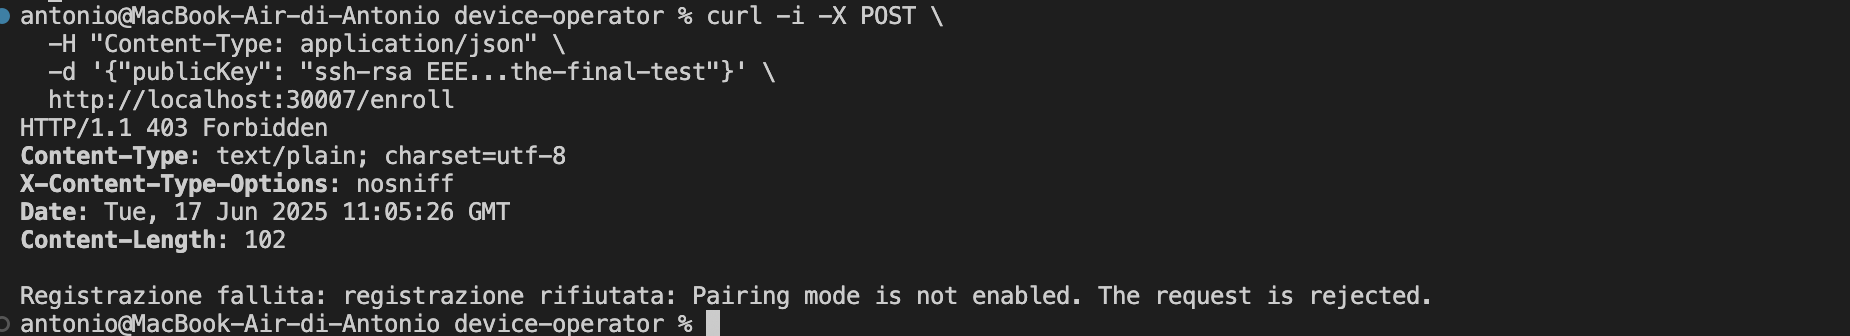 antonio@MacBook-Air-di-Antonio device-operator % curl -i -X POST \
-H "Content-Type: application/json" \
-d '{"publicKey": "ssh-rsa EEE...the-final-test"}' \
http://localhost:30007/enroll
HTTP/1.1 403 Forbidden
Content-Type: text/plain; charset=utf-8
X-Content-Type-Options: nosniff
Date: Tue, 17 Jun 2025 11:05:26 GMT
Content-Length: 102
Registrazione fallita: registrazione rifiutata: Pairing mode is not enabled. The request is rejected.
antonio@MacBook-Air-di-Antonio device-operator %